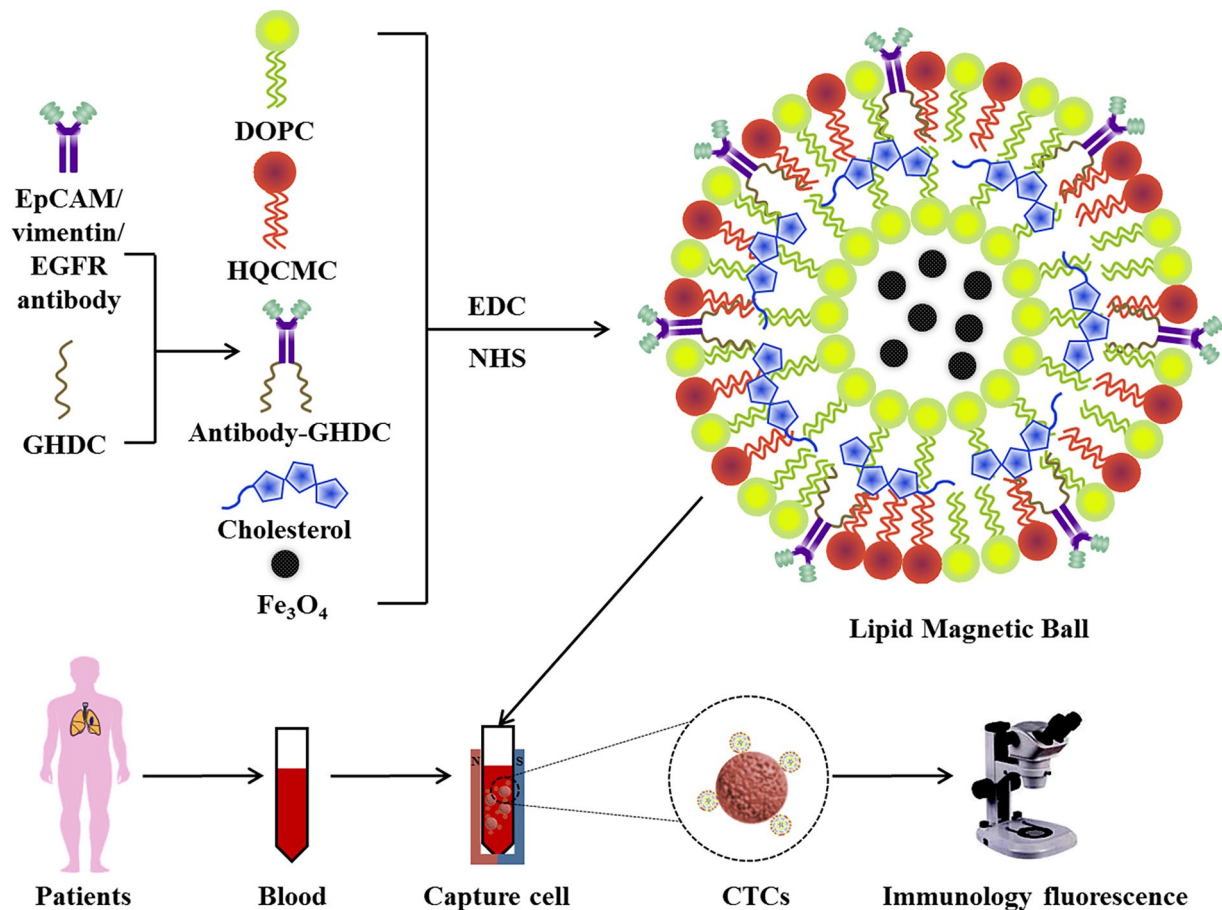 DOPC
EpCAM/
vimentin/
EGFR
antibody
HQCMC
GHDC
Antibody-GHDC
Cholesterol
Fe₃O₄
EDC
NHS
Lipid Magnetic Ball
N
S
Patients
Blood
Capture cell
CTCs
Immunology fluorescence